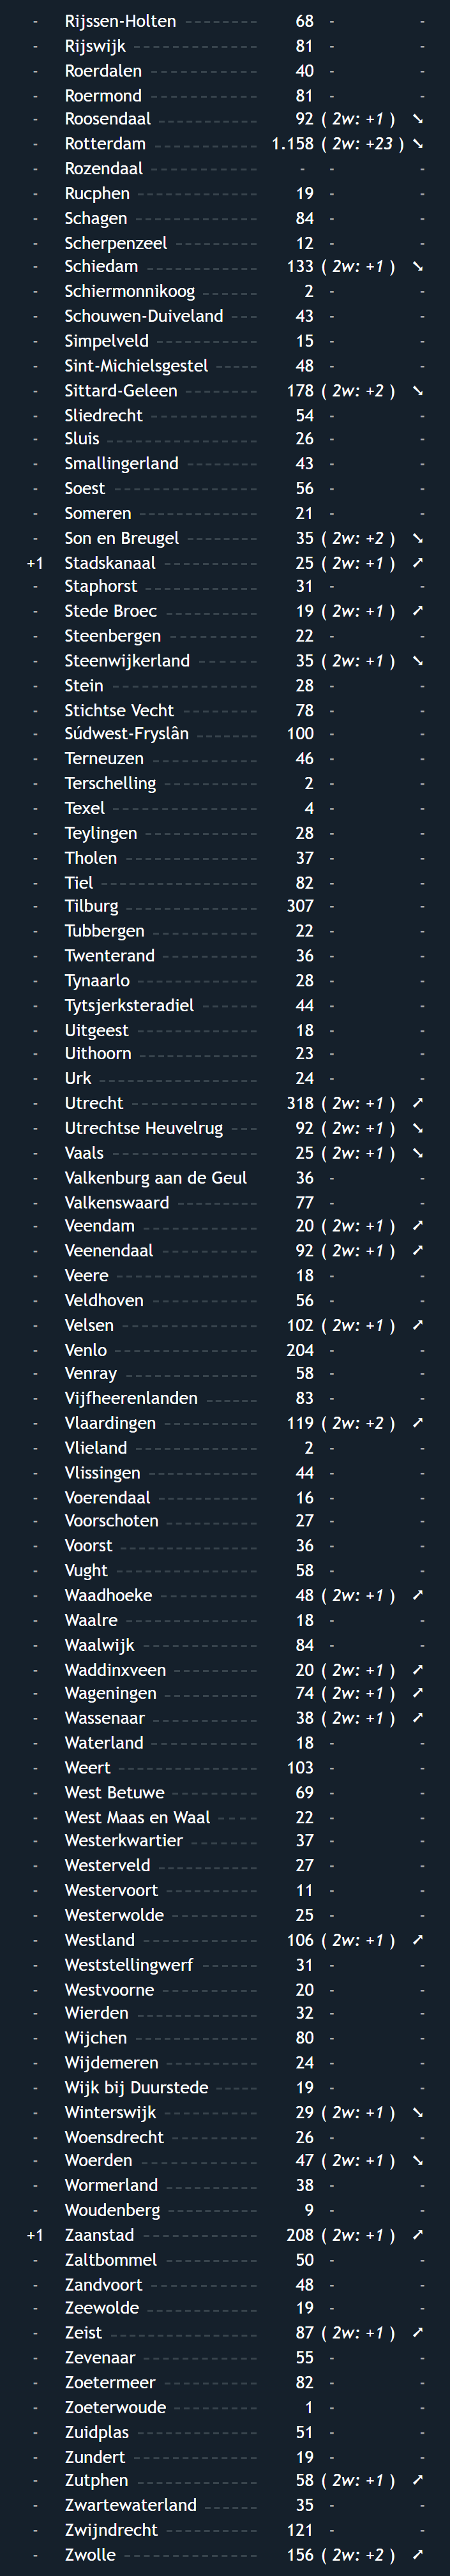 - Rijssen-Holten 68 - -
- Rijswijk 81 - -
- Roerdalen 40 - -
- Roermond 81 - -
- Roosendaal 92 ( 2w: +1 ) ➘
- Rotterdam 1.158 ( 2w: +23 ) ➘
- Rozendaal - - -
- Rucphen 19 - -
- Schagen 84 - -
- Scherpenzeel 12 - -
- Schiedam 133 ( 2w: +1 ) ➘
- Schiermonnikoog 2 - -
- Schouwen-Duiveland 43 - -
- Simpelveld 15 - -
- Sint-Michielsgestel 48 - -
- Sittard-Geleen 178 ( 2w: +2 ) ➘
- Sliedrecht 54 - -
- Sluis 26 - -
- Smallingerland 43 - -
- Soest 56 - -
- Someren 21 - -
- Son en Breugel 35 ( 2w: +2 ) ➘
+1 Stadskanaal 25 ( 2w: +1 ) ➚
- Staphorst 31 - -
- Stede Broec 19 ( 2w: +1 ) ➚
- Steenbergen 22 - -
- Steenwijkerland 35 ( 2w: +1 ) ➘
- Stein 28 - -
- Stichtse Vecht 78 - -
- Súdwest-Fryslân 100 - -
- Terneuzen 46 - -
- Terschelling 2 - -
- Texel 4 - -
- Teylingen 28 - -
- Tholen 37 - -
- Tiel 82 - -
- Tilburg 307 - -
- Tubbergen 22 - -
- Twenterand 36 - -
- Tynaarlo 28 - -
- Tytsjerksteradiel 44 - -
- Uitgeest 18 - -
- Uithoorn 23 - -
- Urk 24 - -
- Utrecht 318 ( 2w: +1 ) ➚
- Utrechtse Heuvelrug 92 ( 2w: +1 ) ➘
- Vaals 25 ( 2w: +1 ) ➘
- Valkenburg aan de Geul 36 - -
- Valkenswaard 77 - -
- Veendam 20 ( 2w: +1 ) ➚
- Veenendaal 92 ( 2w: +1 ) ➚
- Veere 18 - -
- Veldhoven 56 - -
- Velsen 102 ( 2w: +1 ) ➚
- Venlo 204 - -
- Venray 58 - -
- Vijfheerenlanden 83 - -
- Vlaardingen 119 ( 2w: +2 ) ➚
- Vlieland 2 - -
- Vlissingen 44 - -
- Voerendaal 16 - -
- Voorschoten 27 - -
- Voorst 36 - -
- Vught 58 - -
- Waadhoeke 48 ( 2w: +1 ) ➚
- Waalre 18 - -
- Waalwijk 84 - -
- Waddinxveen 20 ( 2w: +1 ) ➚
- Wageningen 74 ( 2w: +1 ) ➚
- Wassenaar 38 ( 2w: +1 ) ➚
- Waterland 18 - -
- Weert 103 - -
- West Betuwe 69 - -
- West Maas en Waal 22 - -
- Westerkwartier 37 - -
- Westerveld 27 - -
- Westervoort 11 - -
- Westerwolde 25 - -
- Westland 106 ( 2w: +1 ) ➚
- Weststellingwerf 31 - -
- Westvoorne 20 - -
- Wierden 32 - -
- Wijchen 80 - -
- Wijdemeren 24 - -
- Wijk bij Duurstede 19 - -
- Winterswijk 29 ( 2w: +1 ) ➘
- Woensdrecht 26 - -
- Woerden 47 ( 2w: +1 ) ➘
- Wormerland 38 - -
- Woudenberg 9 - -
+1 Zaanstad 208 ( 2w: +1 ) ➚
- Zaltbommel 50 - -
- Zandvoort 48 - -
- Zeewolde 19 - -
- Zeist 87 ( 2w: +1 ) ➚
- Zevenaar 55 - -
- Zoetermeer 82 - -
- Zoeterwoude 1 - -
- Zuidplas 51 - -
- Zundert 19 - -
- Zutphen 58 ( 2w: +1 ) ➚
- Zwartewaterland 35 - -
- Zwijndrecht 121 - -
- Zwolle 156 ( 2w: +2 ) ➚